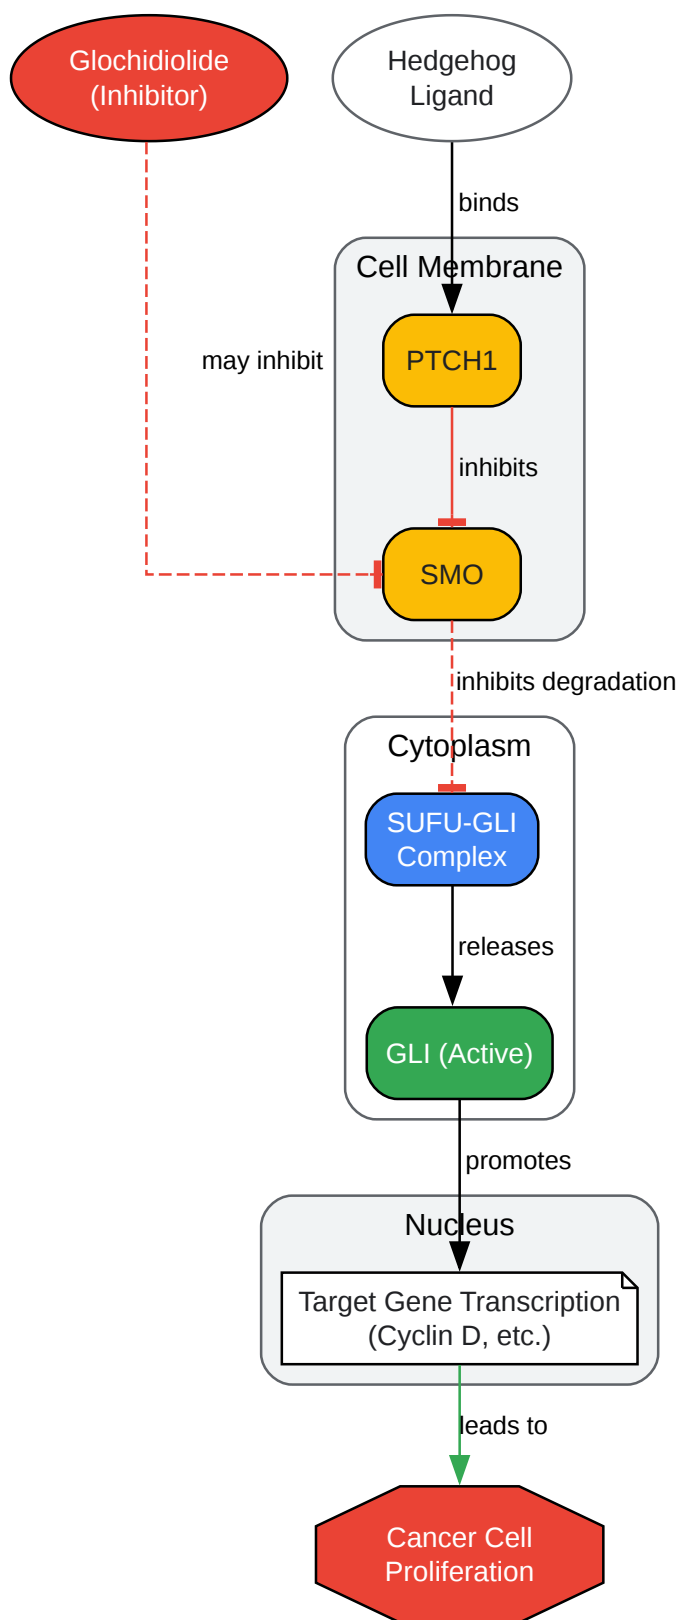 Glochidiolide
(Inhibitor)
Hedgehog
Ligand
binds
Cell Membrane
PTCH1
may inhibit
inhibits
SMO
inhibits degradation
Cytoplasm
SUFU-GLI
Complex
releases
GLI (Active)
promotes
Nucleus
Target Gene Transcription
(Cyclin D, etc.)
leads to
Cancer Cell
Proliferation